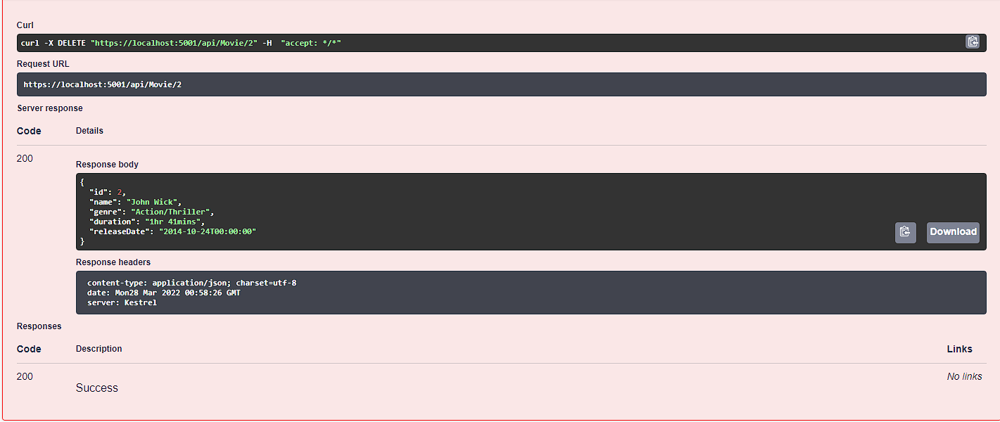 Curl
curl -X DELETE "https://localhost:5001/api/Movie/2" -H  "accept: */*"
Request URL
https://localhost:5001/api/Movie/2
Server response
Code Details
200
Response body
{
  "id": 2,
  "name": "John Wick",
  "genre": "Action/Thriller",
  "duration": "1hr 41mins",
  "releaseDate": "2014-10-24T00:00:00"
}
Download
Response headers
content-type: application/json; charset=utf-8
date: Mon28 Mar 2022 00:58:26 GMT
server: Kestrel
Responses
Code Description Links
200 No links
Success